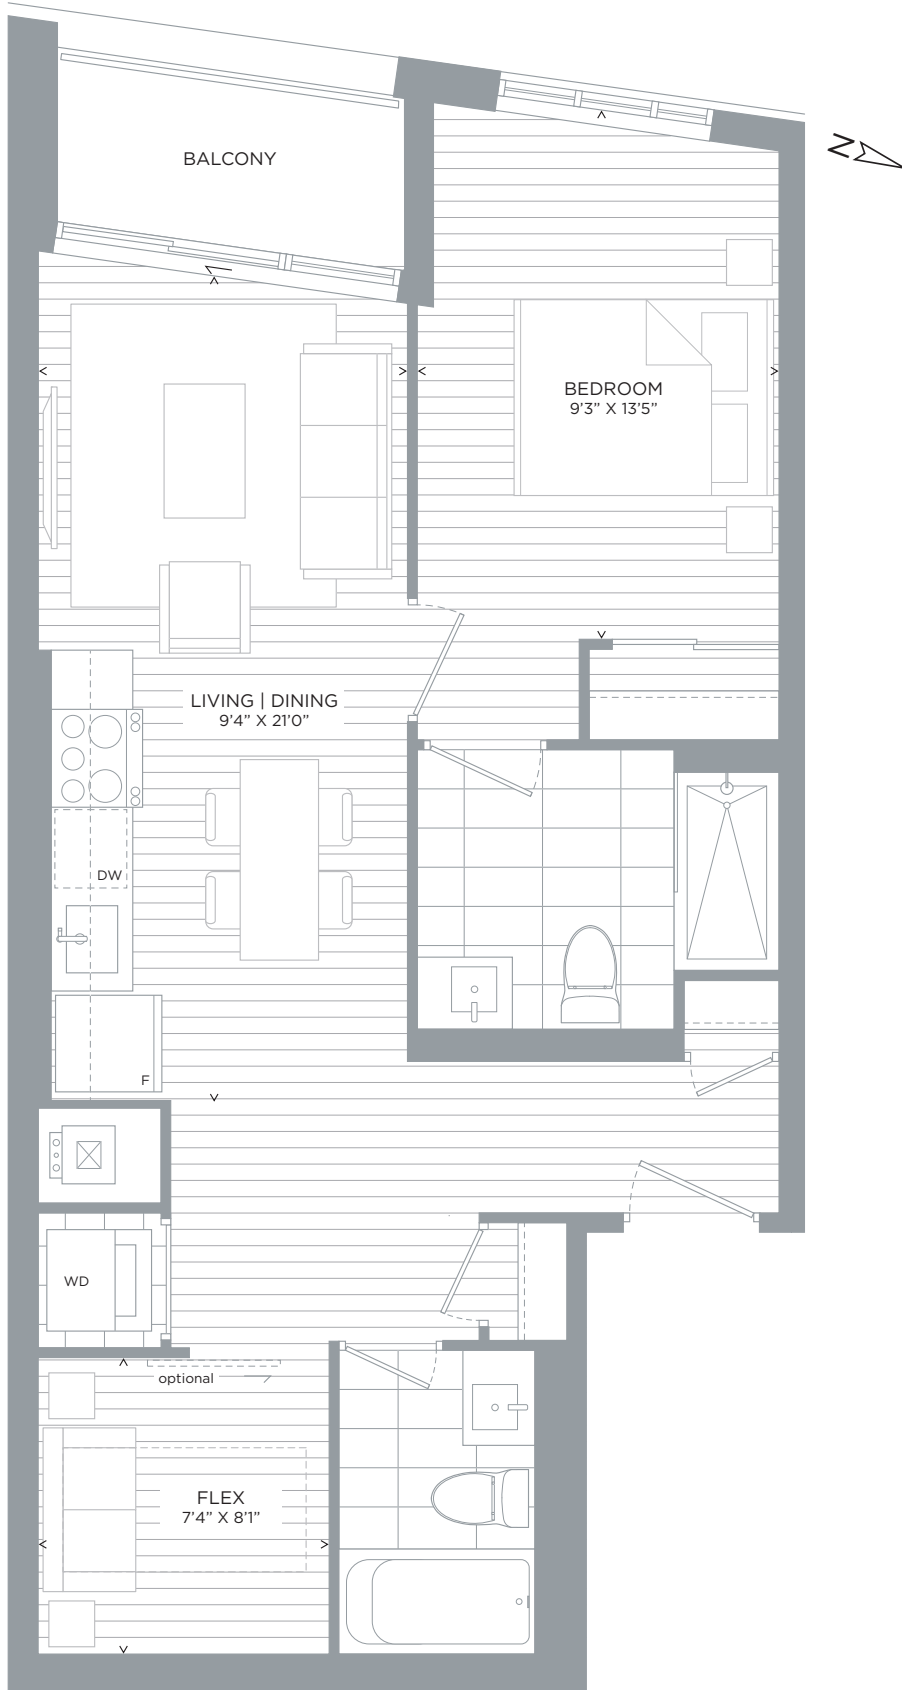 BALCONY
N
BEDROOM
9’3” X 13’5”
LIVING | DINING
9’4” X 21’0”
DW
F
WD
optional
FLEX
7’4” X 8’1”